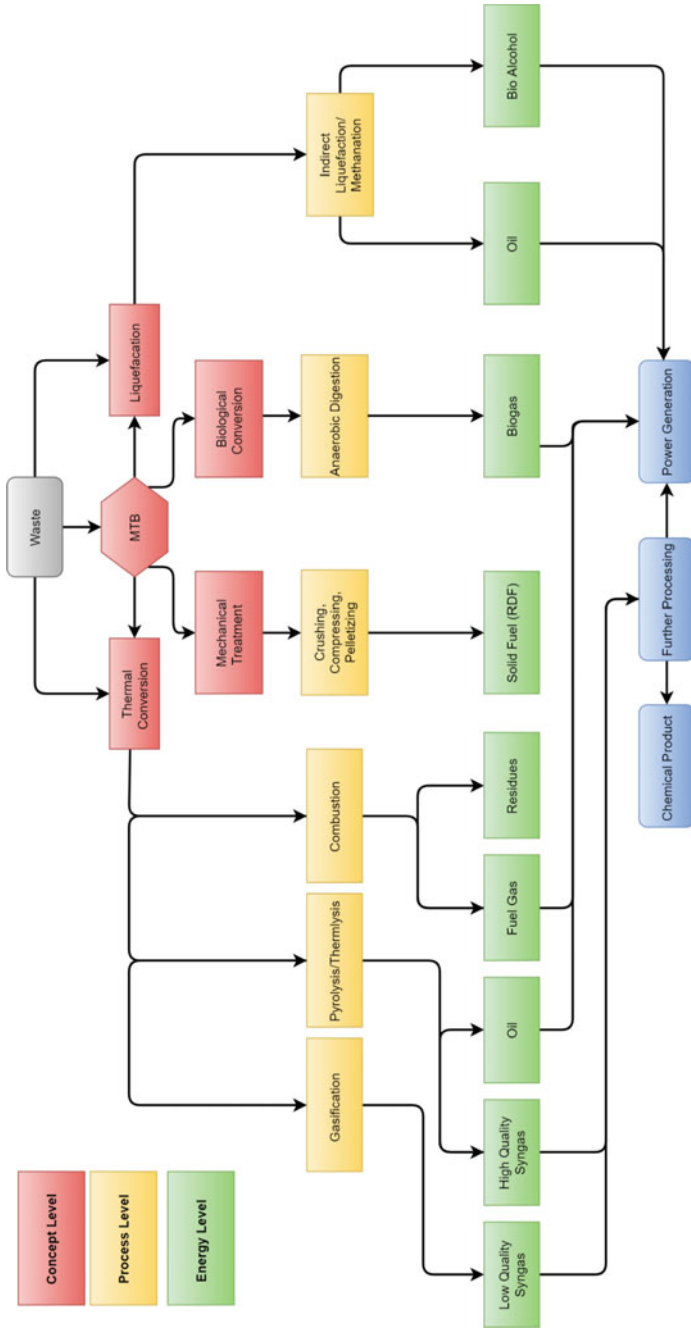 Concept Level
Process Level
Energy Level
Waste
MTB
Thermal
Conversion
Liquefacation
Mechanical
Treatment
Biological
Conversion
Gasification
Pyrolysis/Thermlysis
Combustion
Crushing,
Compressing,
Pelletizing
Anaerobic Digestion
Indirect
Liquefaction/
Methanation
Low Quality
Syngas
High Quality
Syngas
Oil
Fuel Gas
Residues
Solid Fuel (RDF)
Biogas
Oil
Bio Alcohol
Chemical Product
Further Processing
Power Generation